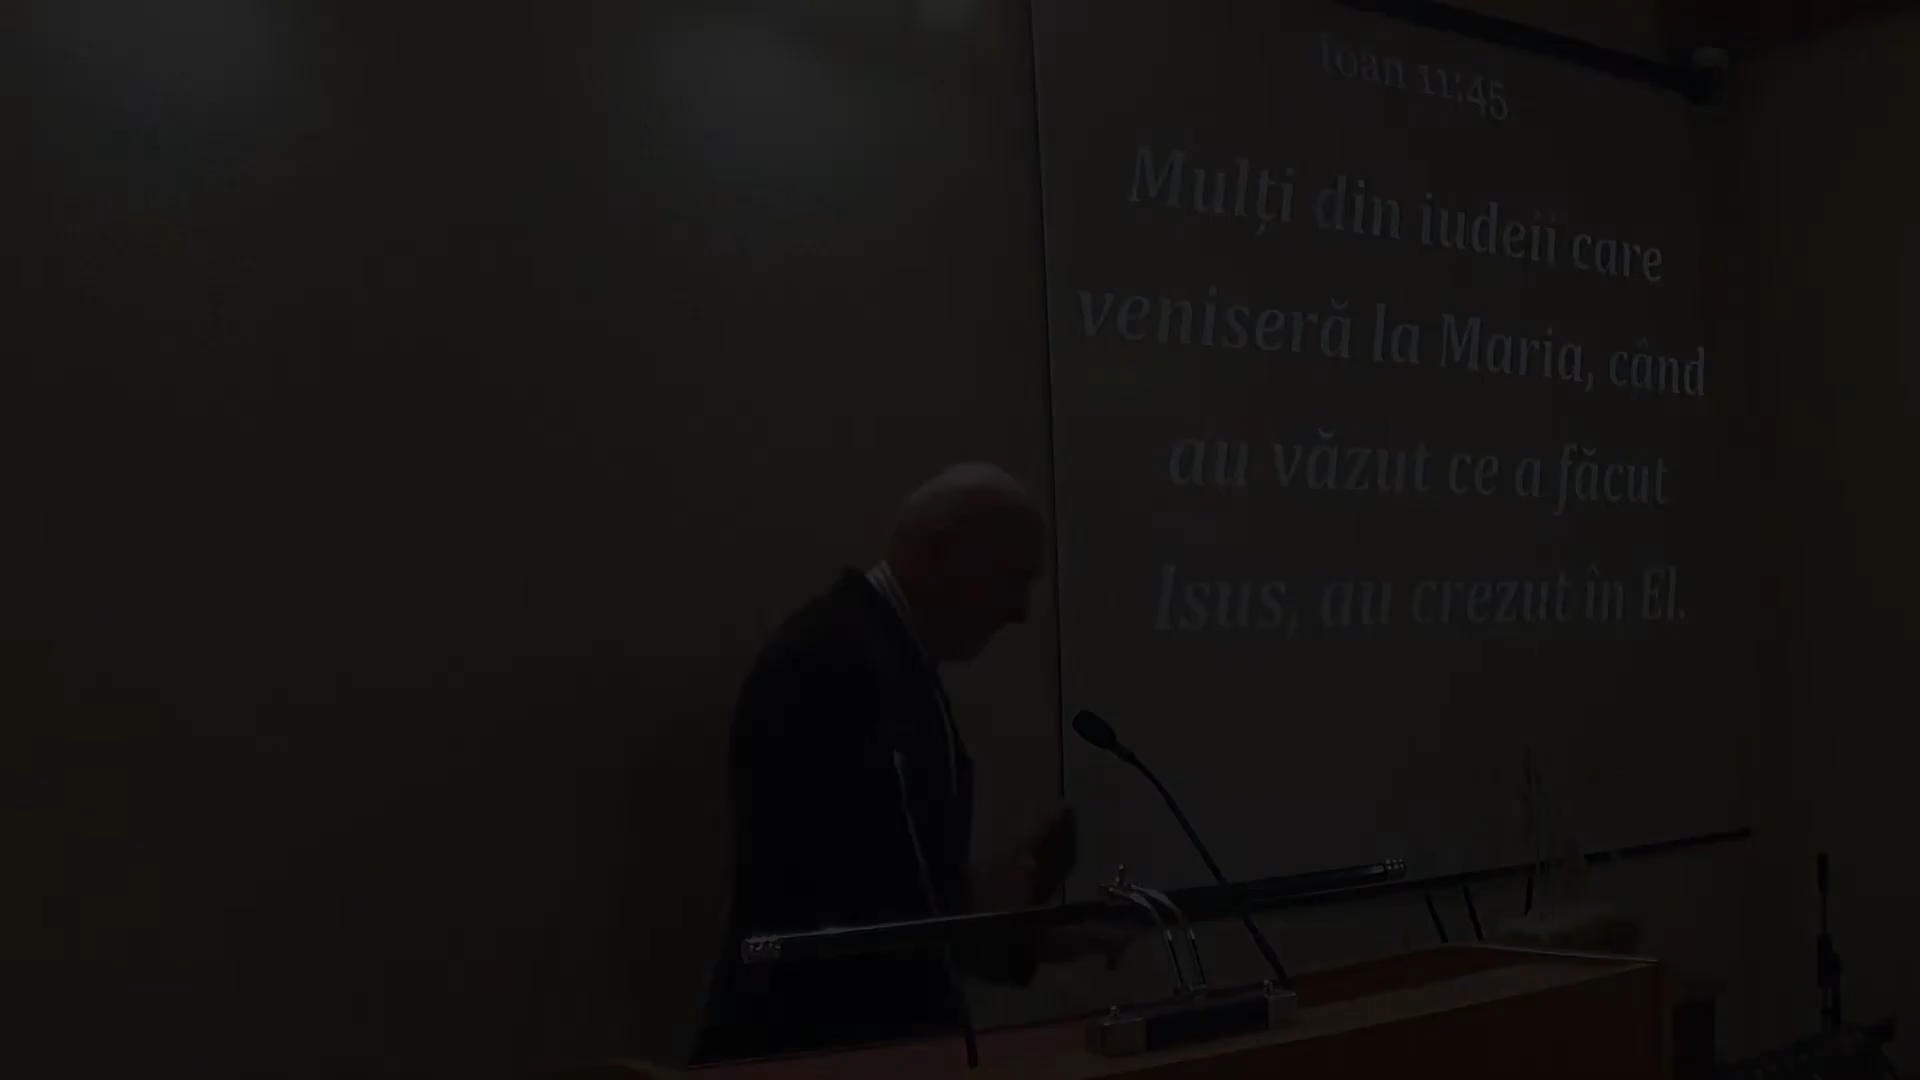 Ioan 11:45
Mulți din iudeii care
veniseră la Maria, când
au văzut ce a făcut
Isus, au crezut în El.